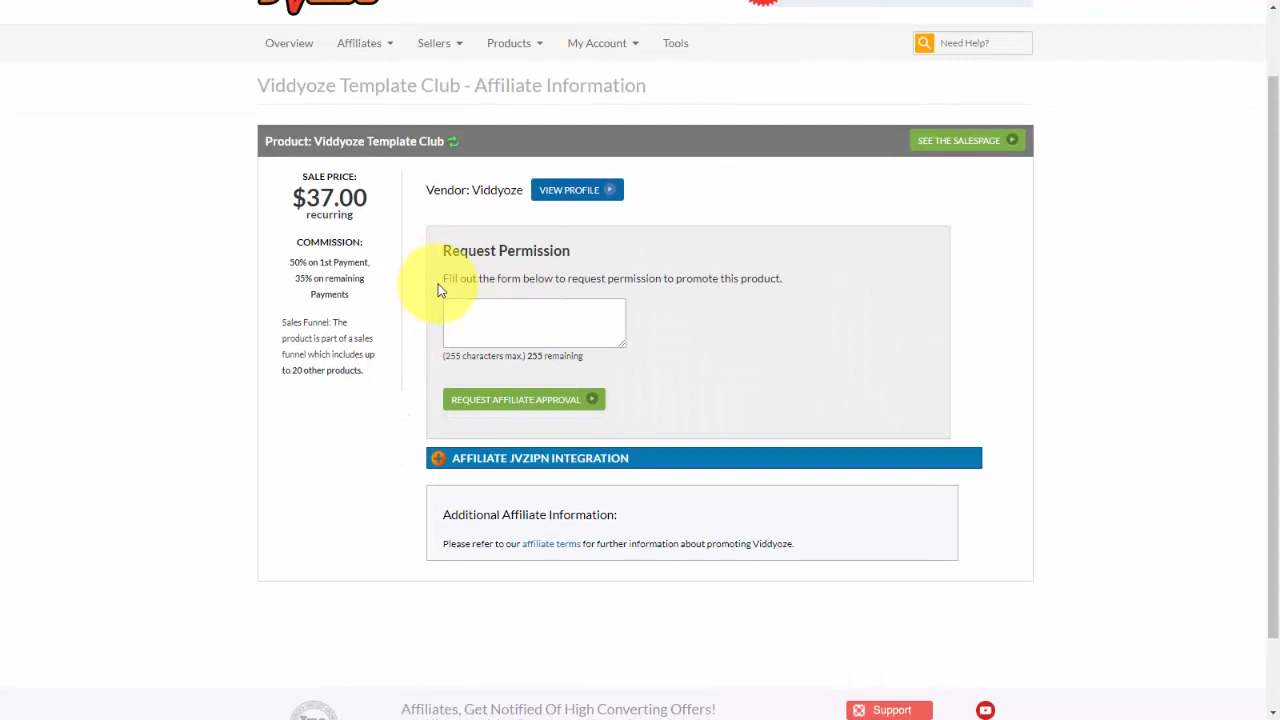 Overview Affiliates Sellers Products My Account Tools Need Help?
Viddyoze Template Club - Affiliate Information
Product: Viddyoze Template Club SEE THE SALESPAGE
SALE PRICE:
$37.00
recurring
COMMISSION:
50% on 1st Payment,
35% on remaining
Payments
Sales Funnel: The
product is part of a sales
funnel which includes up
to 20 other products.
Vendor: Viddyoze VIEW PROFILE
Request Permission
Fill out the form below to request permission to promote this product.
(255 characters max.) 255 remaining
REQUEST AFFILIATE APPROVAL
AFFILIATE JVZIPN INTEGRATION
Additional Affiliate Information:
Please refer to our affiliate terms for further information about promoting Viddyoze.
Affiliates, Get Notified Of High Converting Offers!
Support